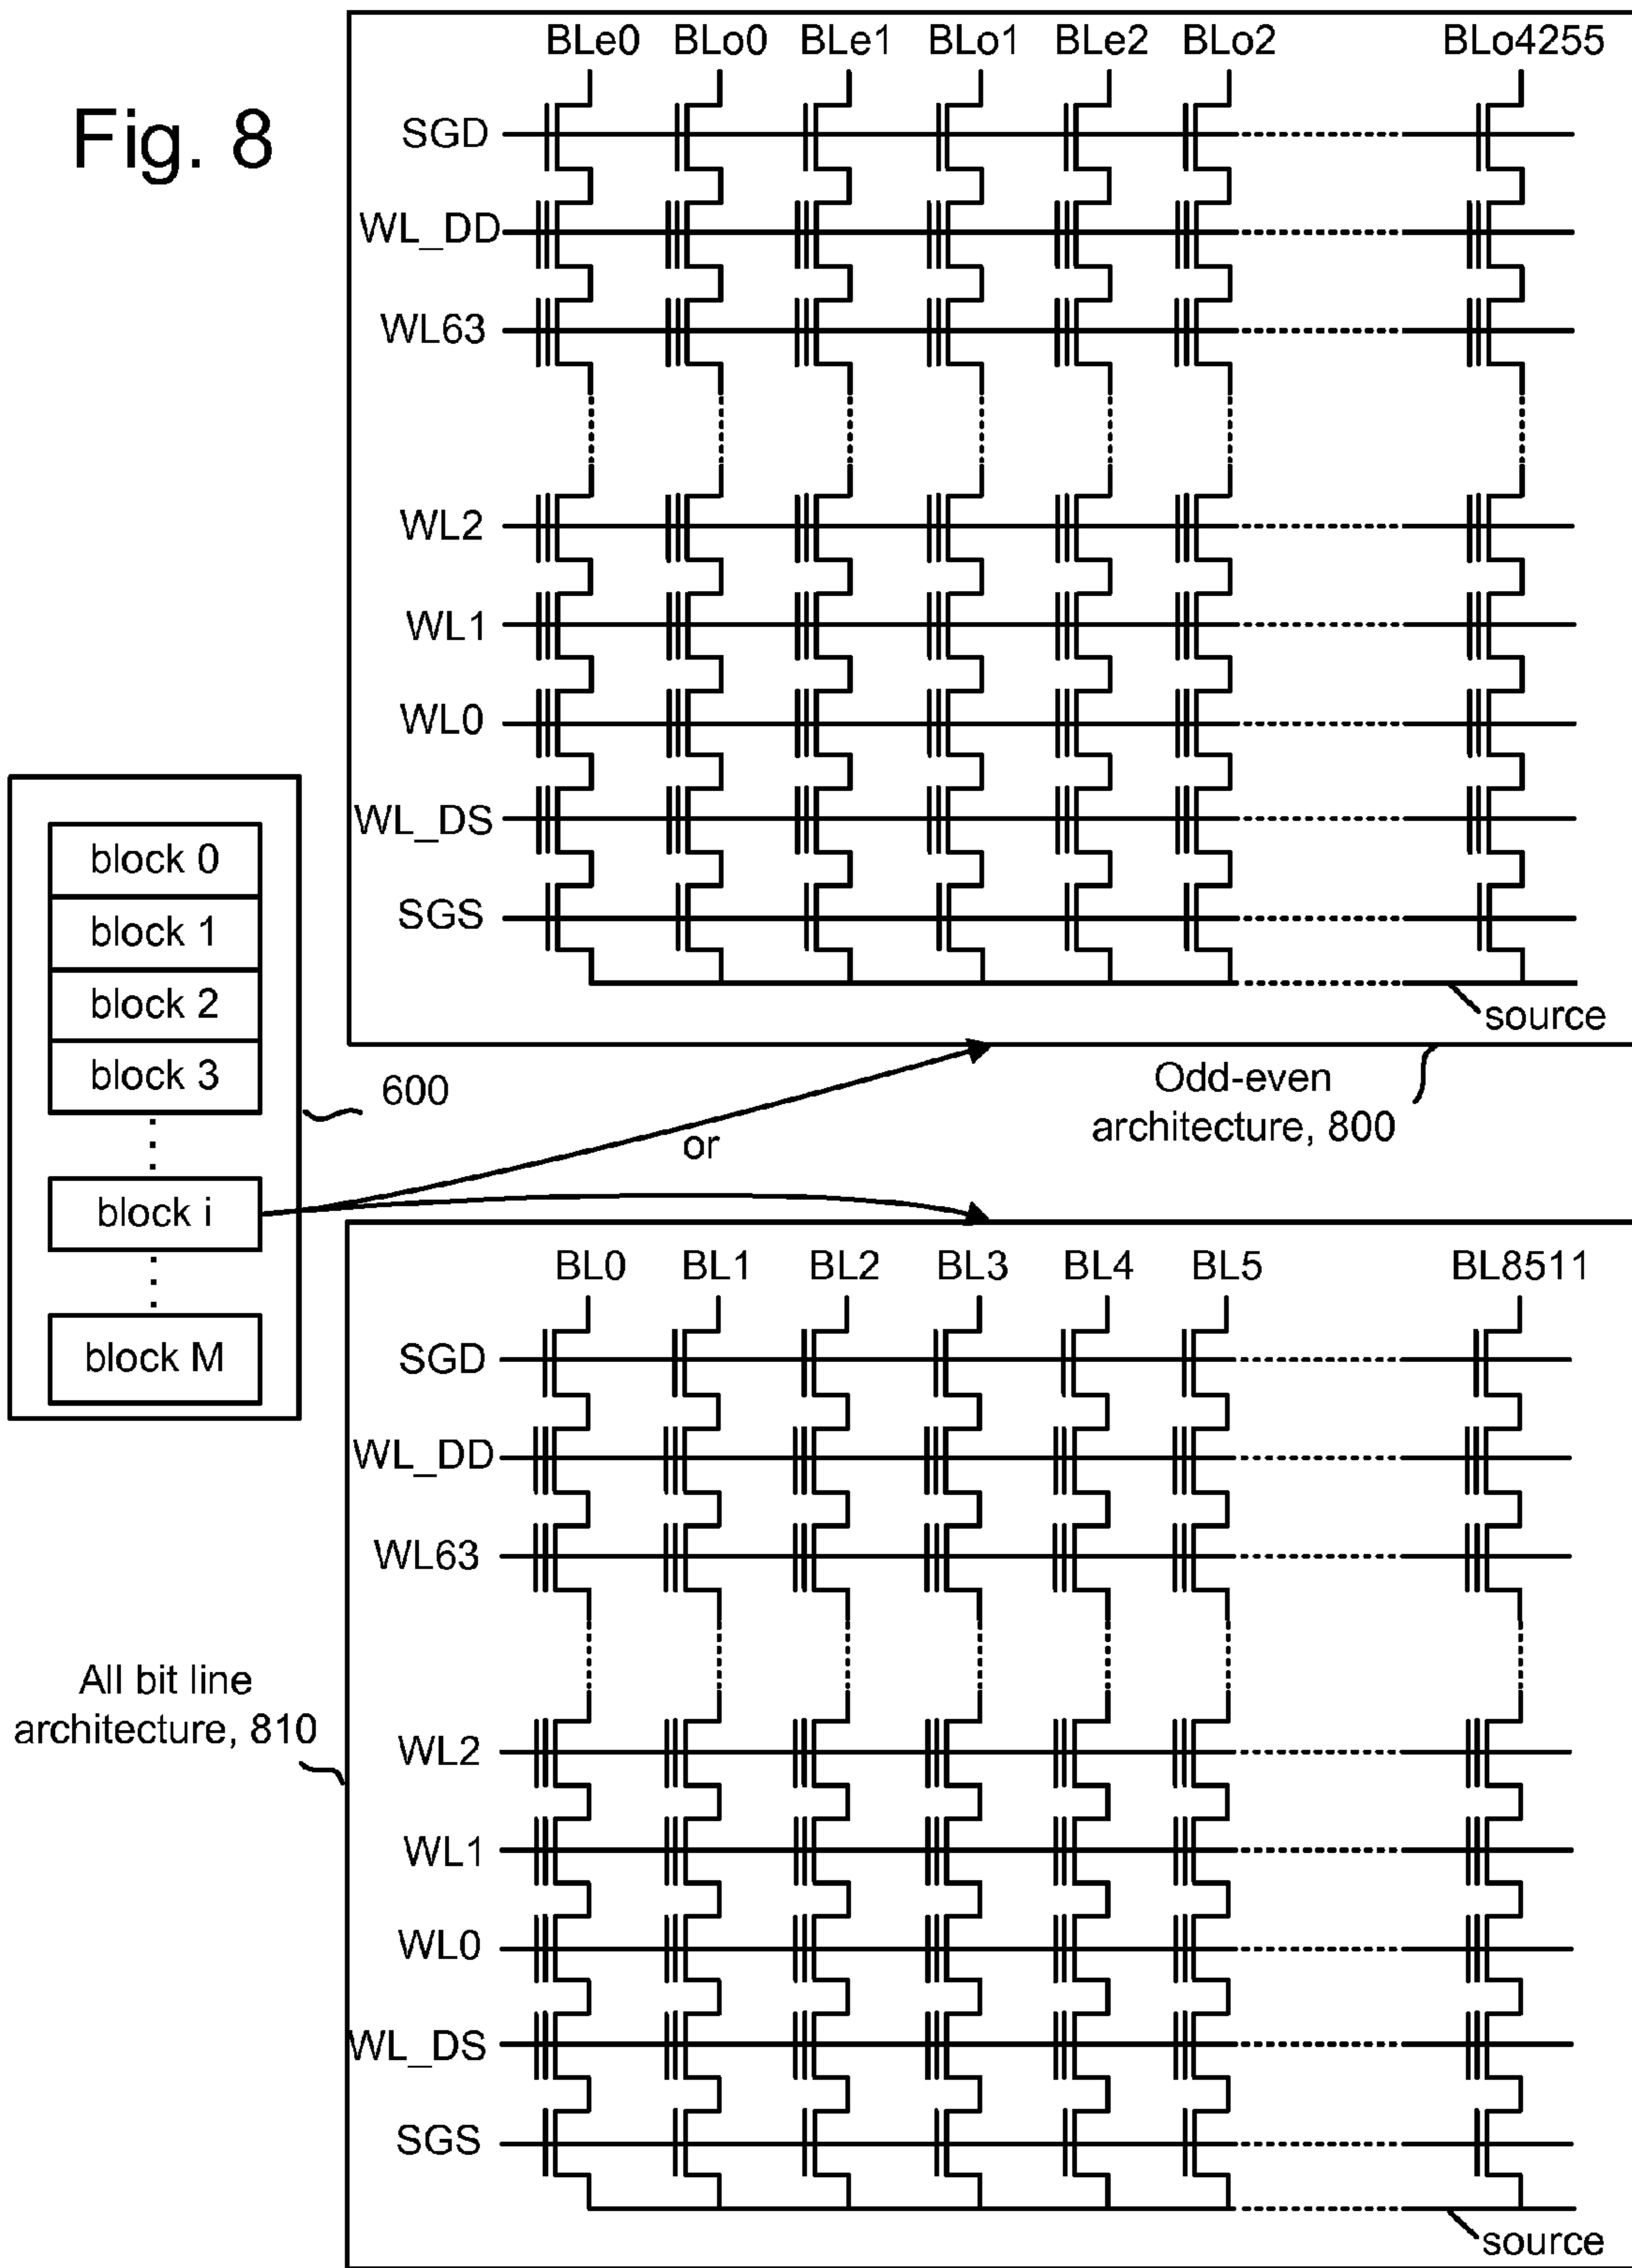 Fig. 8
BLe0 BLo0 BLe1 BLo1 BLe2 BLo2 BLo4255
SGD
WL_DD
WL63
WL2
WL1
WL0
WL_DS
SGS
source
Odd-even
architecture, 800
block 0
block 1
block 2
block 3
block i
block M
600
or
BL0 BL1 BL2 BL3 BL4 BL5 BL8511
SGD
WL_DD
WL63
WL2
WL1
WL0
WL_DS
SGS
source
All bit line
architecture, 810